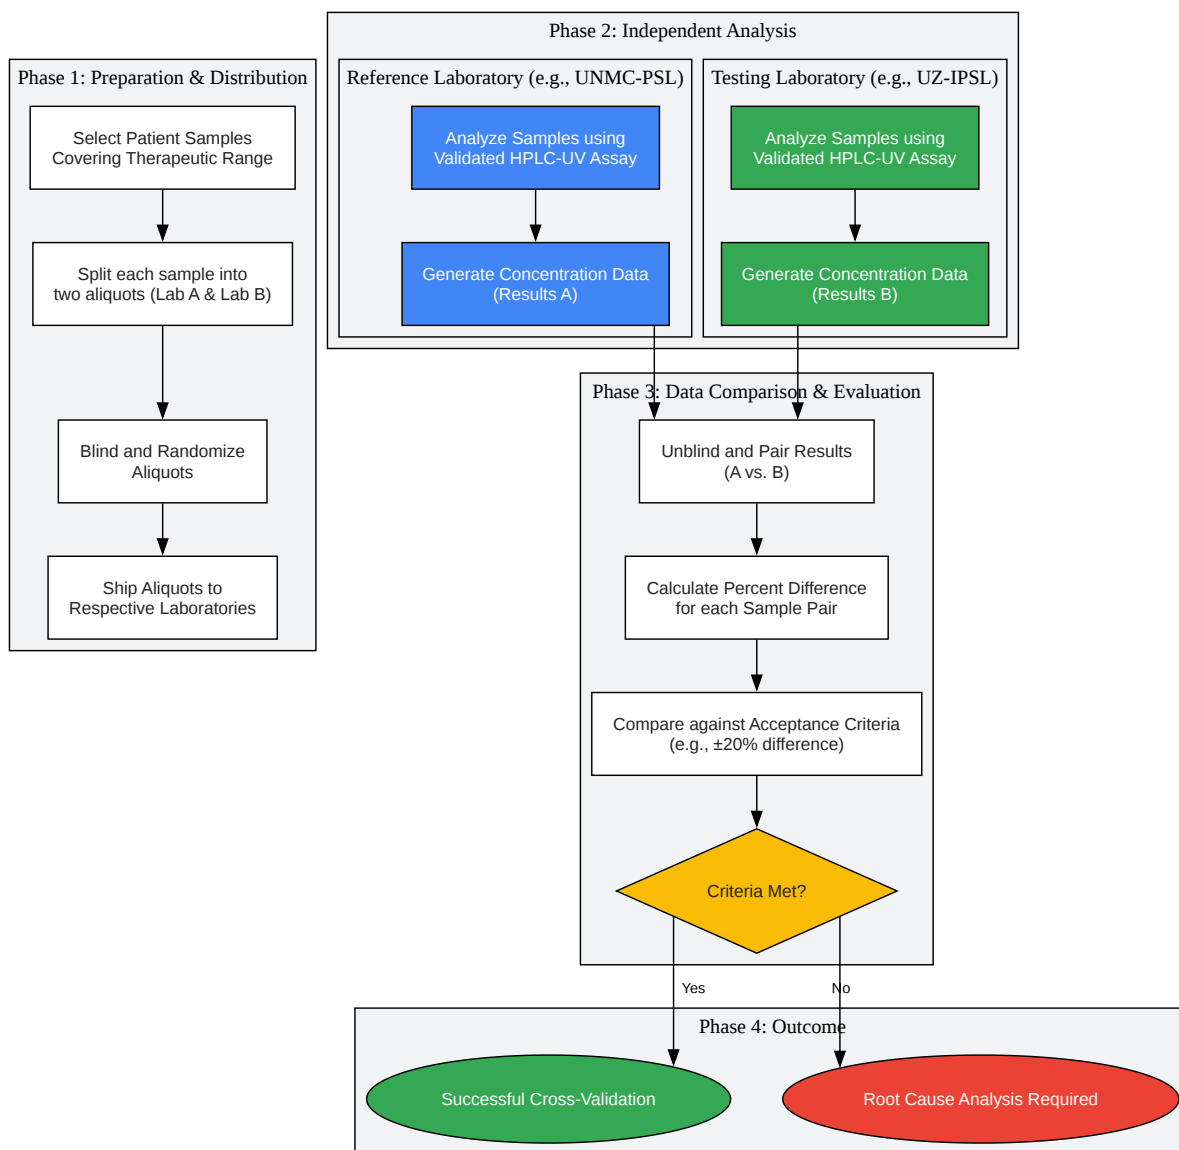 Phase 1: Preparation & Distribution
Select Patient Samples
Covering Therapeutic Range
Split each sample into
two aliquots (Lab A & Lab B)
Blind and Randomize
Aliquots
Ship Aliquots to
Respective Laboratories
Phase 2: Independent Analysis
Reference Laboratory (e.g., UNMC-PSL)
Analyze Samples using
Validated HPLC-UV Assay
Generate Concentration Data
(Results A)
Testing Laboratory (e.g., UZ-IPSL)
Analyze Samples using
Validated HPLC-UV Assay
Generate Concentration Data
(Results B)
Phase 3: Data Comparison & Evaluation
Unblind and Pair Results
(A vs. B)
Calculate Percent Difference
for each Sample Pair
Compare against Acceptance Criteria
(e.g., ±20% difference)
Criteria Met?
Yes
No
Phase 4: Outcome
Successful Cross-Validation
Root Cause Analysis Required